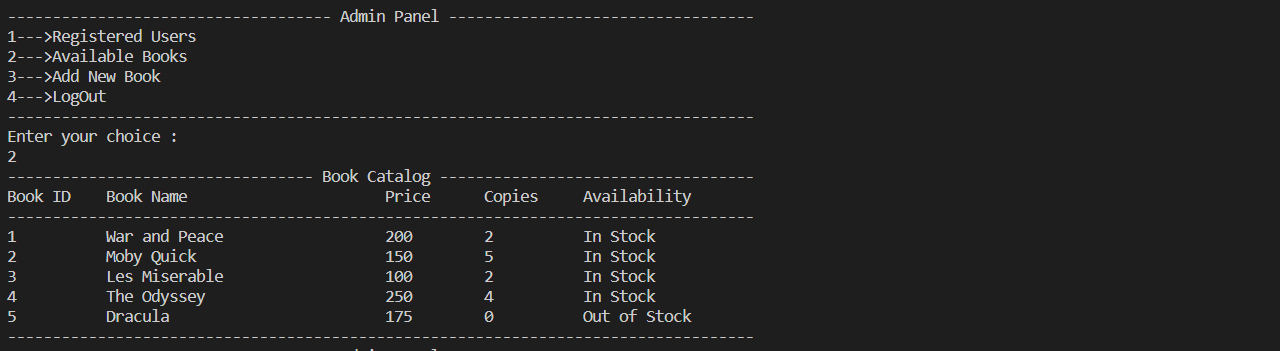 ------------------------------------ Admin Panel ----------------------------------
1--->Registered Users
2--->Available Books
3--->Add New Book
4--->LogOut
-----------------------------------------------------------------------------------
Enter your choice :
2
---------------------------------- Book Catalog -----------------------------------
Book ID    Book Name                      Price      Copies     Availability
-----------------------------------------------------------------------------------
1          War and Peace                  200        2          In Stock
2          Moby Quick                     150        5          In Stock
3          Les Miserable                  100        2          In Stock
4          The Odyssey                    250        4          In Stock
5          Dracula                        175        0          Out of Stock
-----------------------------------------------------------------------------------